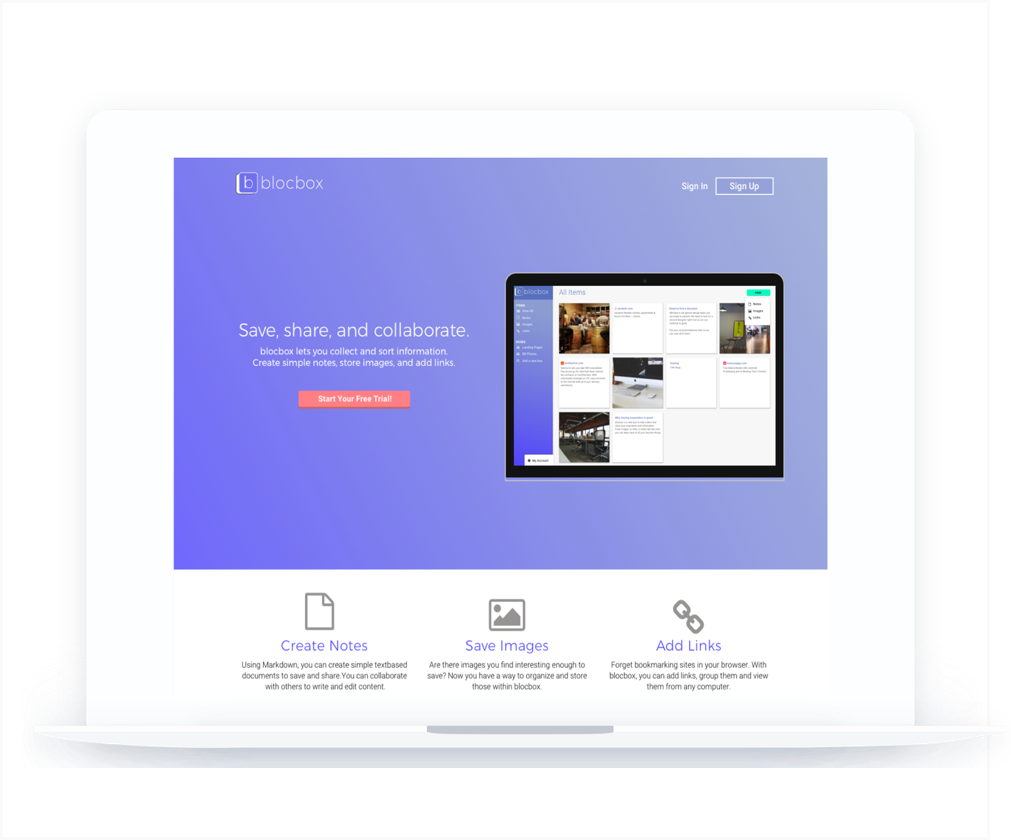 blocbox
Sign In
Sign Up
Save, share, and collaborate.
blocbox lets you collect and sort information.
Create simple notes, store images, and add links.
Start Your Free Trial!
blocbox
All Items
Notes
Images
Links
My Account
Create Notes
Using Markdown, you can create simple textbased
documents to save and share.You can collaborate
with others to write and edit content.
Save Images
Are there images you find interesting enough to
save? Now you have a way to organize and store
those within blocbox.
Add Links
Forget bookmarking sites in your browser. With
blocbox, you can add links, group them and view
them from any computer.